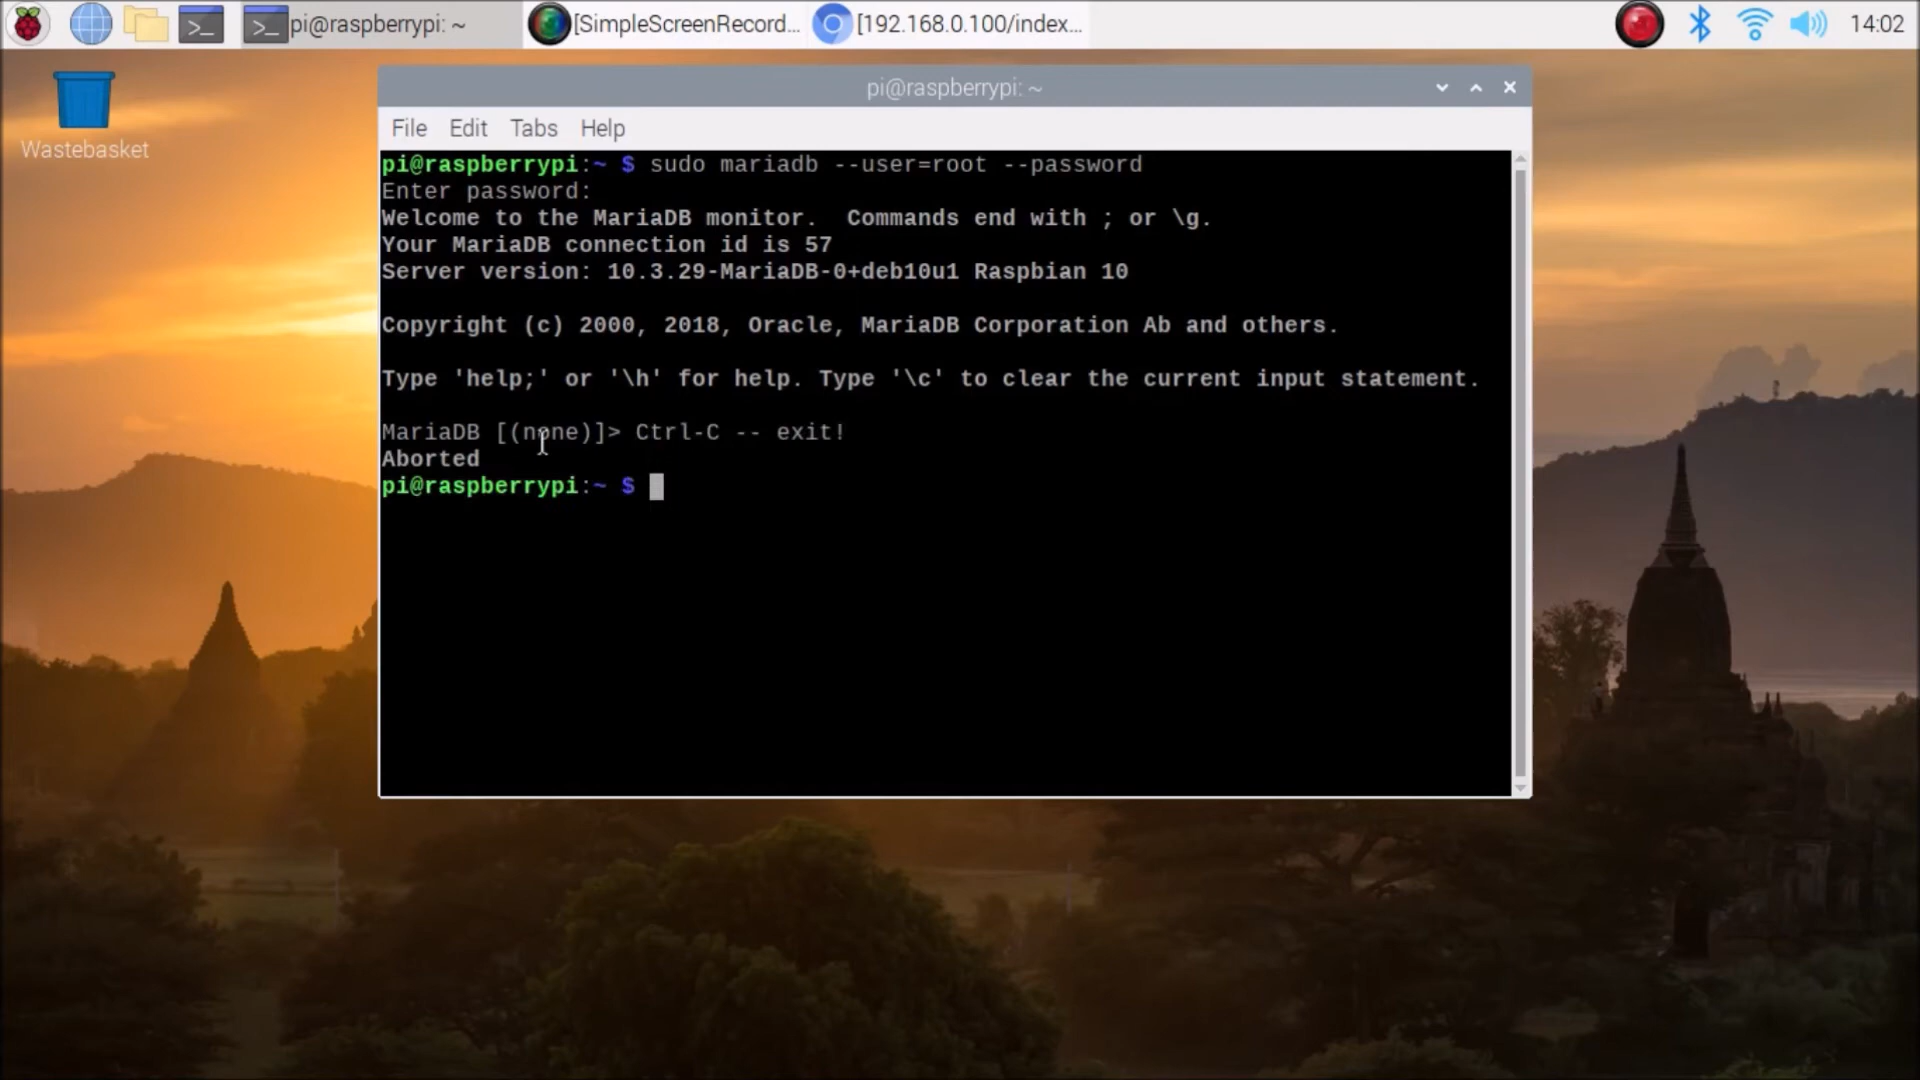 pi@raspberrypi: ~
[SimpleScreenRecord...
[192.168.0.100/index...
14:02
Wastebasket
pi@raspberrypi: ~
File Edit Tabs Help
pi@raspberrypi:~ $ sudo mariadb --user=root --password
Enter password:
Welcome to the MariaDB monitor.  Commands end with ; or \g.
Your MariaDB connection id is 57
Server version: 10.3.29-MariaDB-0+deb10u1 Raspbian 10
Copyright (c) 2000, 2018, Oracle, MariaDB Corporation Ab and others.
Type 'help;' or '\h' for help. Type '\c' to clear the current input statement.
MariaDB [(none)]> Ctrl-C -- exit!
Aborted
pi@raspberrypi:~ $